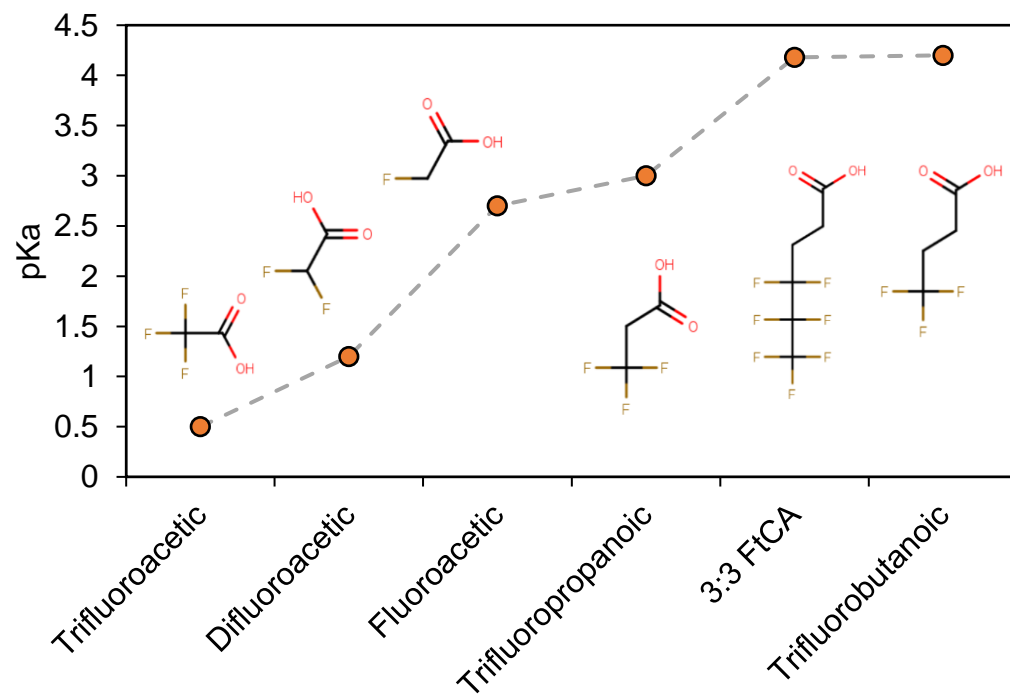 4.5
4
3.5
3
2.5
2
1.5
1
0.5
0
pKa
F
F
F
O
OH
HO
O
F
F
O
OH
F
OH
O
F
F
F
O
OH
F
F
F
F
F
F
F
O
OH
F
F
F
Trifluoroacetic
Difluoroacetic
Fluoroacetic
Trifluoropropanoic
3:3 FtCA
Trifluorobutanoic